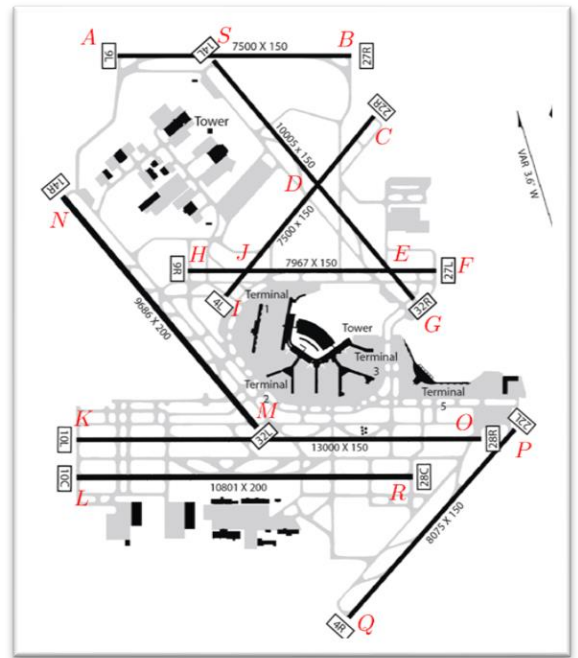 A
S
B
9L
14L
7500 X 150
27R
22R
C
Tower
10005 x 150
VAR 3.6° W
14R
D
N
7500 x 150
H
J
E
F
9R
7967 X 150
27L
4L
I
Terminal
1
32R
G
9686 X 200
Tower
Terminal
3
Terminal
2
Terminal
5
M
K
O
22L
10L
32L
13000 X 150
28R
P
10C
28C
L
10801 X 200
R
8075 X 150
4R
Q